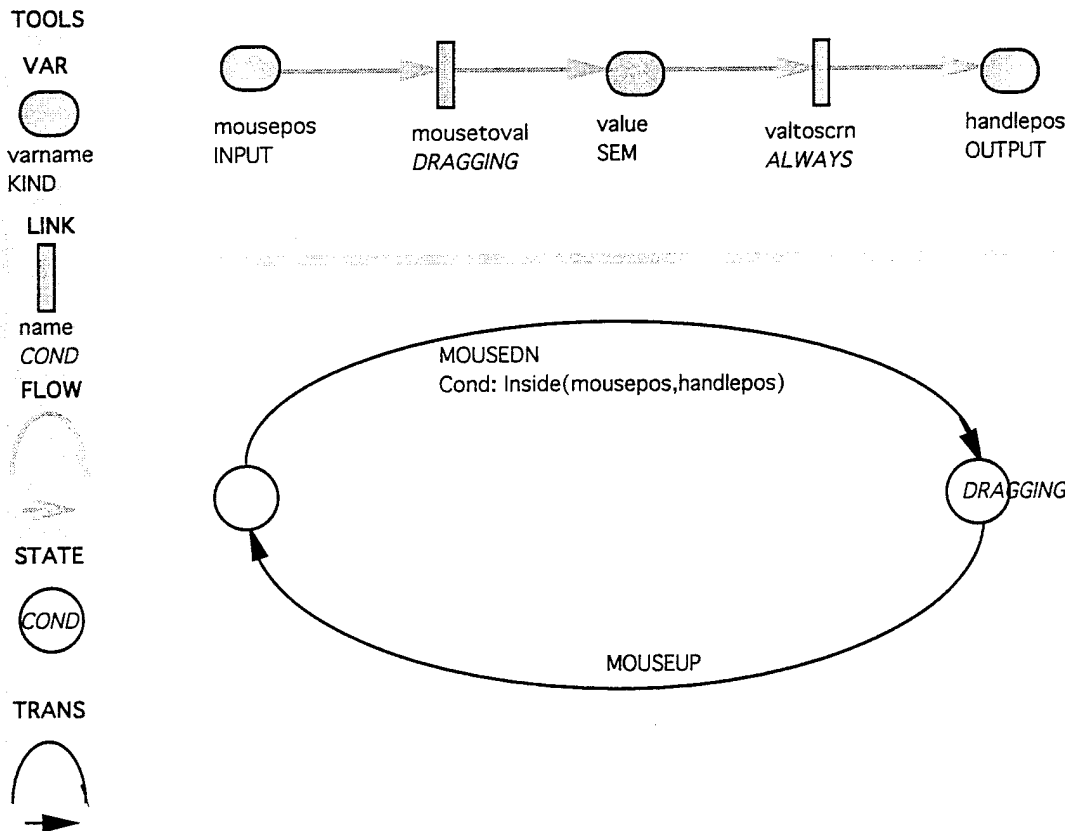 TOOLS
VAR
varname
KIND
LINK
name
COND
FLOW
STATE
COND
TRANS
mousepos
INPUT
mousetoval
DRAGGING
value
SEM
valtoscrn
ALWAYS
handlepos
OUTPUT
MOUSEDN
Cond: Inside(mousepos,handlepos)
DRAGGING
MOUSEUP